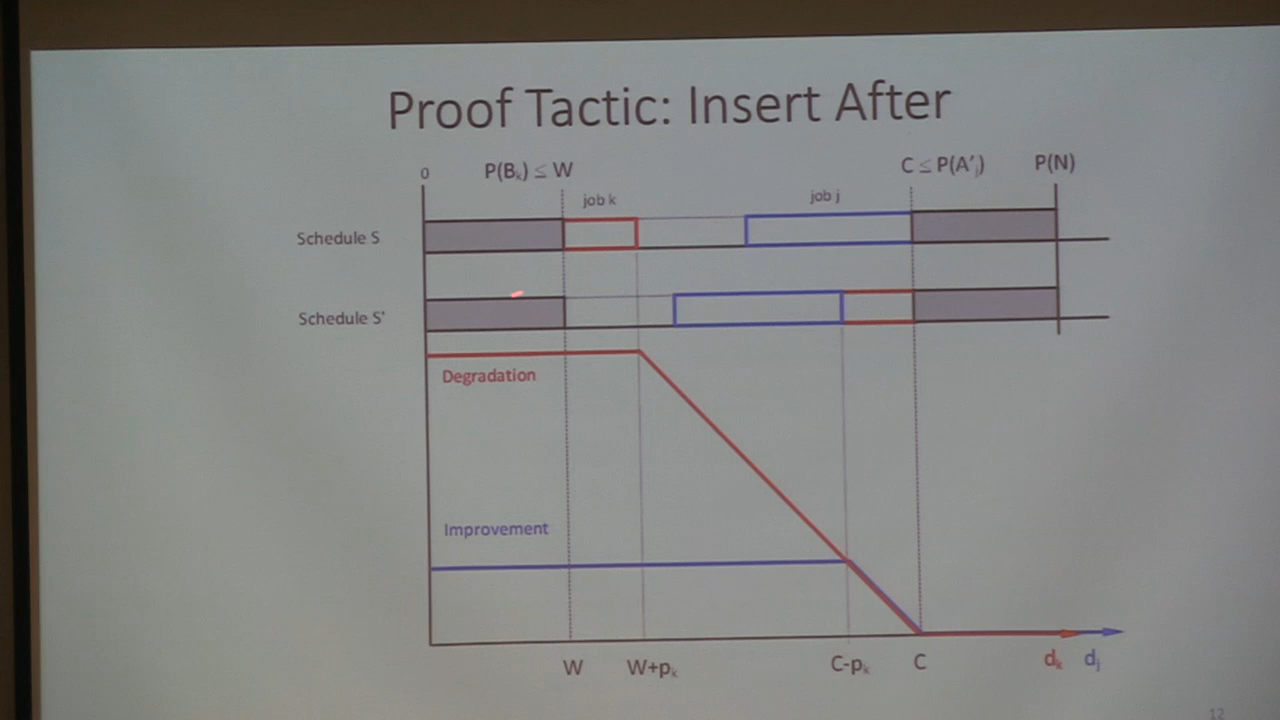 Proof Tactic: Insert After
0
P(Bₖ) ≤ W
C ≤ P(A'ⱼ)
P(N)
job k
job j
Schedule S
Schedule S'
Degradation
Improvement
W
W+pₖ
C-pₖ
C
dₖ
dⱼ
12